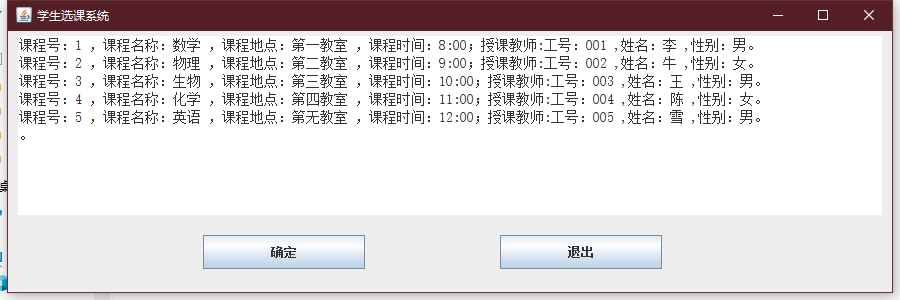 学生选课系统
课程号：1 ，课程名称：数学 ，课程地点：第一教室 ，课程时间：8:00；授课教师:工号：001 ,姓名：李 ,性别：男。
课程号：2 ，课程名称：物理 ，课程地点：第二教室 ，课程时间：9:00；授课教师:工号：002 ,姓名：牛 ,性别：女。
课程号：3 ，课程名称：生物 ，课程地点：第三教室 ，课程时间：10:00；授课教师:工号：003 ,姓名：王 ,性别：男。
课程号：4 ，课程名称：化学 ，课程地点：第四教室 ，课程时间：11:00；授课教师:工号：004 ,姓名：陈 ,性别：女。
课程号：5 ，课程名称：英语 ，课程地点：第无教室 ，课程时间：12:00；授课教师:工号：005 ,姓名：雪 ,性别：男。
。
确定
退出